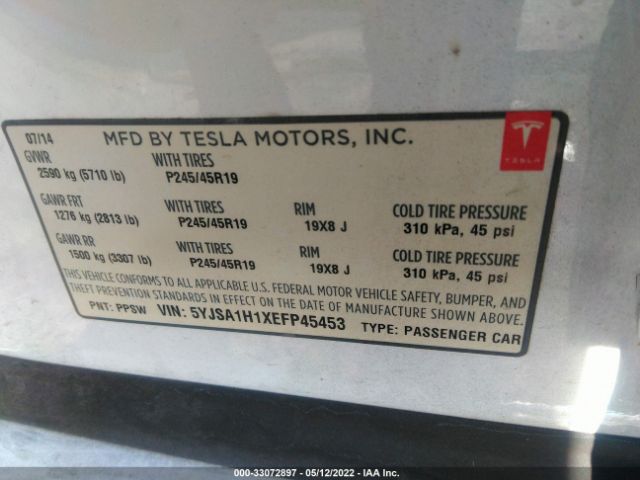 07/14 MFD BY TESLA MOTORS, INC.
TESLA
GVWR WITH TIRES
2590 kg (5710 lb) P245/45R19
GAWR FRT WITH TIRES RIM COLD TIRE PRESSURE
1276 kg (2813 lb) P245/45R19 19X8 J 310 kPa, 45 psi
GAWR RR WITH TIRES RIM COLD TIRE PRESSURE
1500 kg (3307 lb) P245/45R19 19X8 J 310 kPa, 45 psi
THIS VEHICLE CONFORMS TO ALL APPLICABLE U.S. FEDERAL MOTOR VEHICLE SAFETY, BUMPER, AND
THEFT PREVENTION STANDARDS IN EFFECT ON THE DATE OF MANUFACTURE SHOWN ABOVE.
PNT: PPSW VIN: 5YJSA1H1XEFP45453 TYPE: PASSENGER CAR
000-33072897 - 05/12/2022 - IAA Inc.